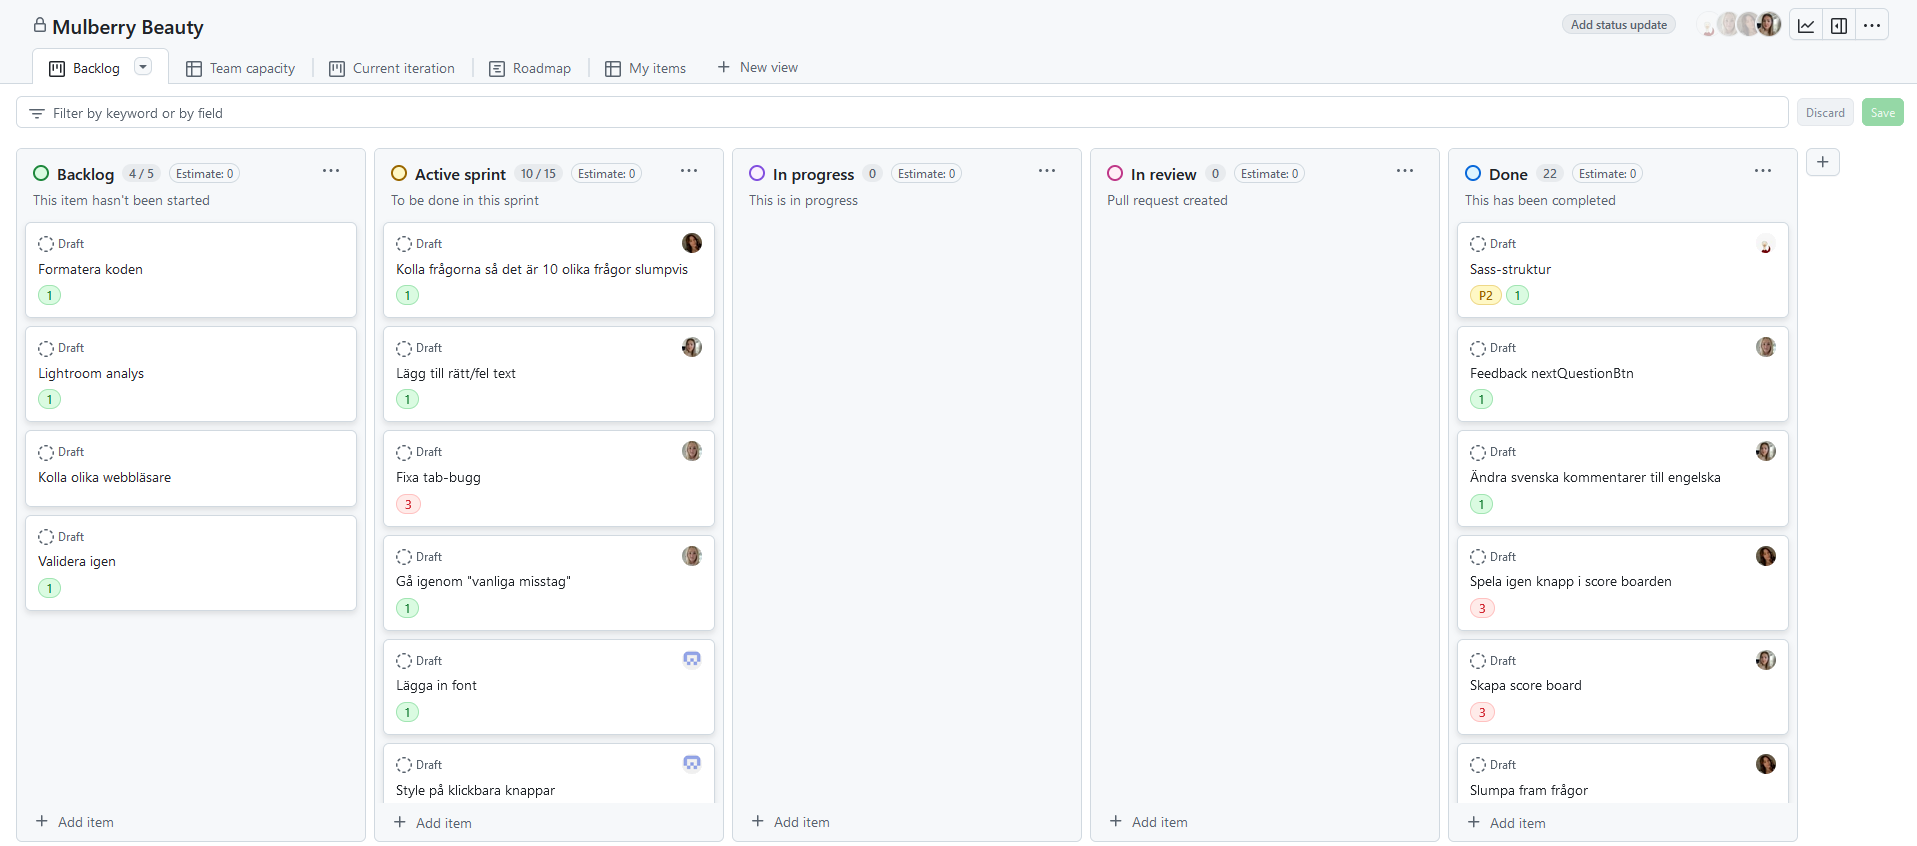 Mulberry Beauty
Add status update
Backlog
Team capacity
Current iteration
Roadmap
My items
New view
Filter by keyword or by field
Discard
Save
Backlog 4 / 5 Estimate: 0
This item hasn't been started
Draft
Formatera koden
1
Draft
Lightroom analys
1
Draft
Kolla olika webbläsare
Draft
Validera igen
1
Add item
Active sprint 10 / 15 Estimate: 0
To be done in this sprint
Draft
Kolla frågorna så det är 10 olika frågor slumpvis
1
Draft
Lägg till rätt/fel text
1
Draft
Fixa tab-bugg
3
Draft
Gå igenom "vanliga misstag"
1
Draft
Lägga in font
1
Draft
Style på klickbara knappar
Add item
In progress 0 Estimate: 0
This is in progress
Add item
In review 0 Estimate: 0
Pull request created
Add item
Done 22 Estimate: 0
This has been completed
Draft
Sass-struktur
P2 1
Draft
Feedback nextQuestionBtn
1
Draft
Ändra svenska kommentarer till engelska
1
Draft
Spela igen knapp i score boarden
3
Draft
Skapa score board
3
Draft
Slumpa fram frågor
Add item